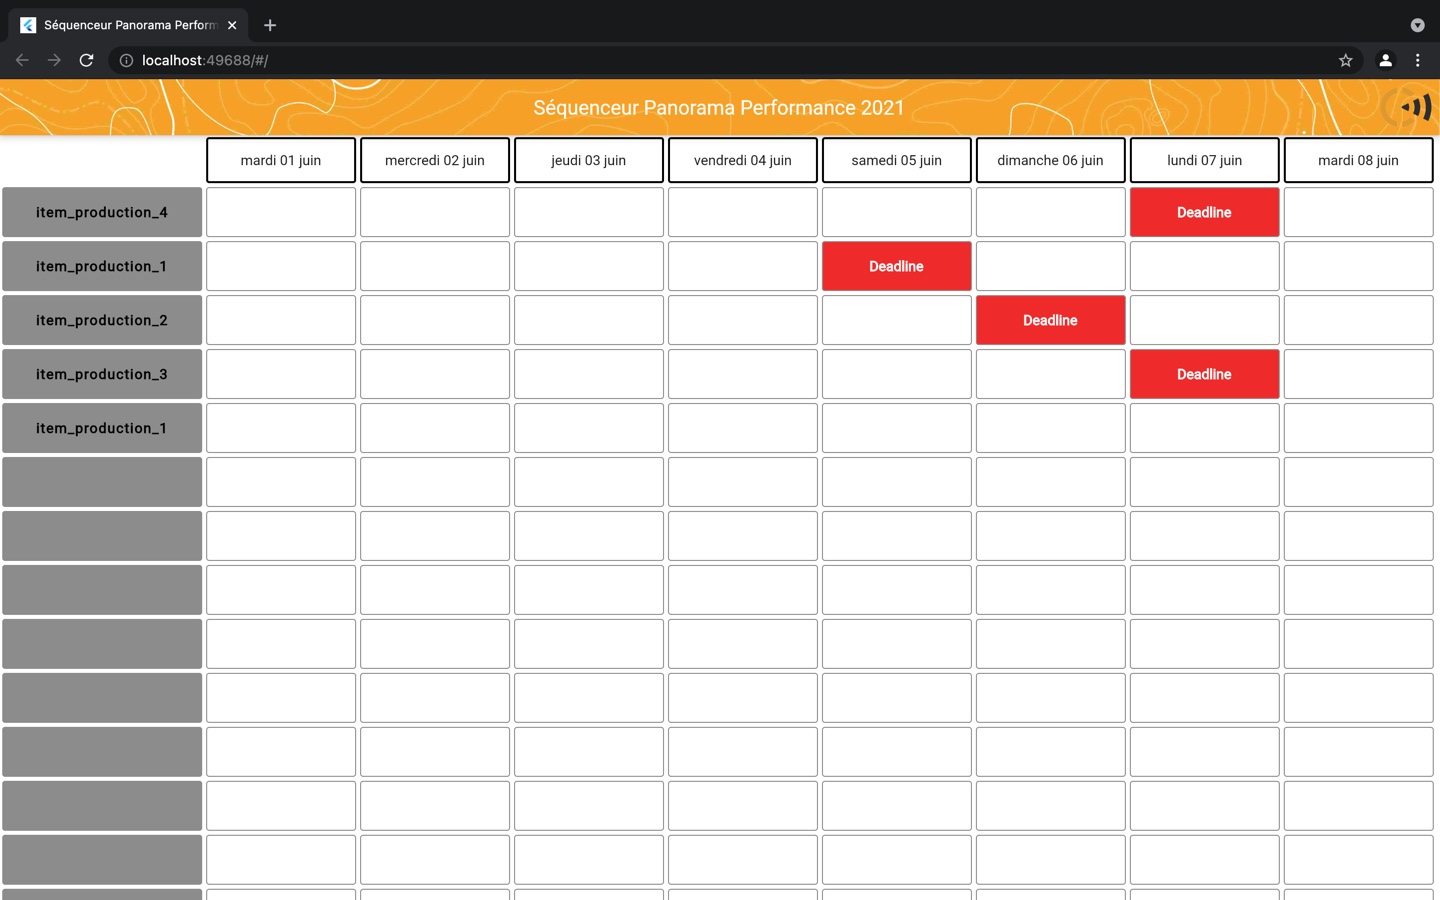 Séquenceur Panorama Perform
localhost:49688/#/
Séquenceur Panorama Performance 2021
mardi 01 juin mercredi 02 juin jeudi 03 juin vendredi 04 juin samedi 05 juin dimanche 06 juin lundi 07 juin mardi 08 juin
item_production_4 Deadline
item_production_1 Deadline
item_production_2 Deadline
item_production_3 Deadline
item_production_1